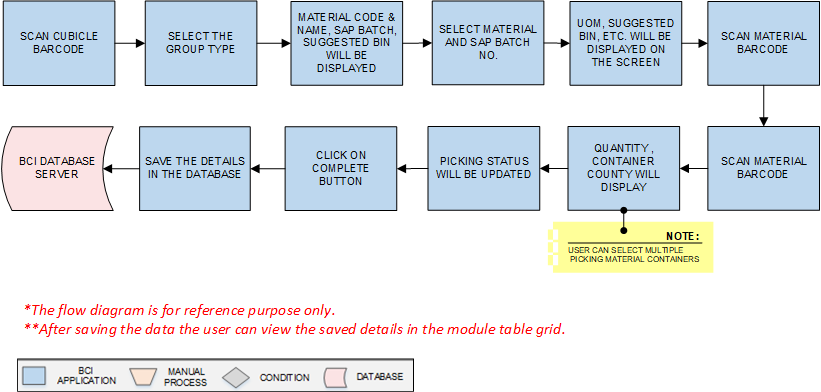 SCAN CUBICLE
BARCODE
SELECT THE
GROUP TYPE
MATERIAL CODE &
NAME, SAP BATCH,
SUGGESTED BIN
WILL BE
DISPLAYED
SELECT MATERIAL
AND SAP BATCH
NO.
UOM, SUGGESTED
BIN, ETC. WILL BE
DISPLAYED ON
THE SCREEN
SCAN MATERIAL
BARCODE
SCAN MATERIAL
BARCODE
QUANTITY ,
CONTAINER
COUNTY WILL
DISPLAY
PICKING STATUS
WILL BE UPDATED
CLICK ON
COMPLETE
BUTTON
SAVE THE DETAILS
IN THE DATABASE
BCI DATABASE
SERVER
NOTE:
USER CAN SELECT MULTIPLE
PICKING MATERIAL CONTAINERS
*The flow diagram is for reference purpose only.
**After saving the data the user can view the saved details in the module table grid.
BCI
APPLICATION
MANUAL
PROCESS
CONDITION
DATABASE